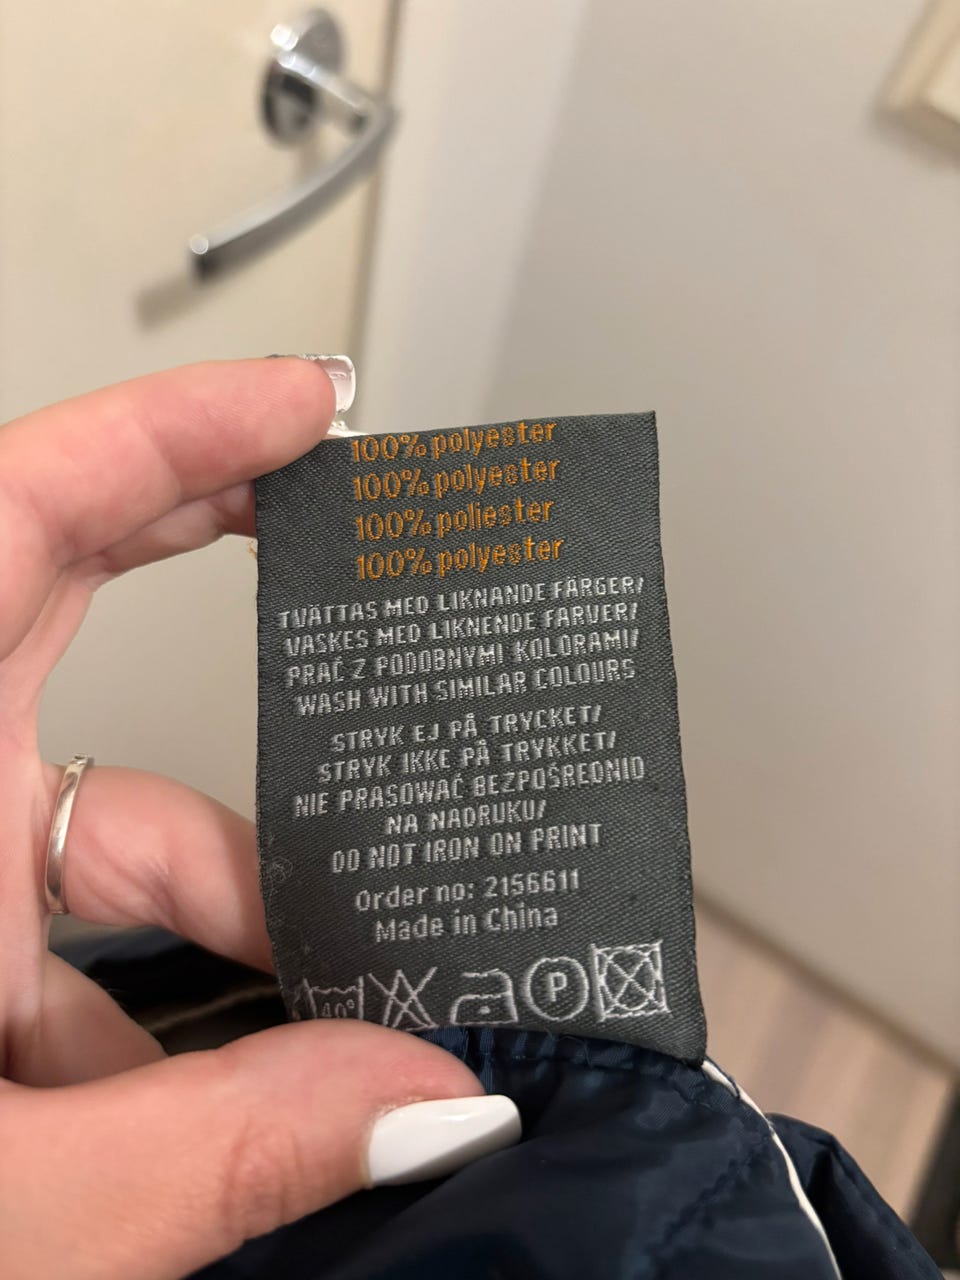 100% polyester
100% polyester
100% poliester
100% polyester
TVÄTTAS MED LIKNANDE FÄRGER/
VASKES MED LIKNENDE FARVER/
PRAĆ Z PODOBNYMI KOLORAMI/
WASH WITH SIMILAR COLOURS
STRYK EJ PÅ TRYCKET/
STRYK IKKE PÅ TRYKKET/
NIE PRASOWAĆ BEZPOŚREDNIO
NA NADRUKU/
DO NOT IRON ON PRINT
Order no: 2156611
Made in China
40° P